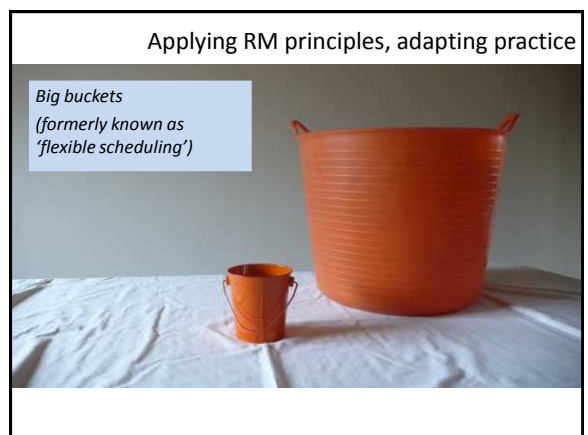 Applying RM principles, adapting practice
Big buckets
(formerly known as
‘flexible scheduling’)